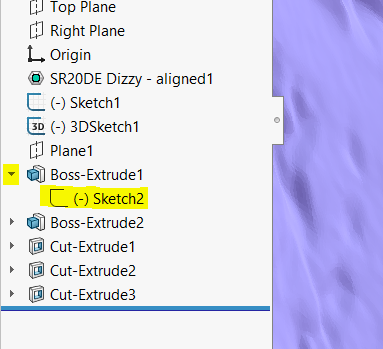 Top Plane
Right Plane
Origin
SR20DE Dizzy - aligned1
(-) Sketch1
3D (-) 3DSketch1
Plane1
Boss-Extrude1
(-) Sketch2
Boss-Extrude2
Cut-Extrude1
Cut-Extrude2
Cut-Extrude3